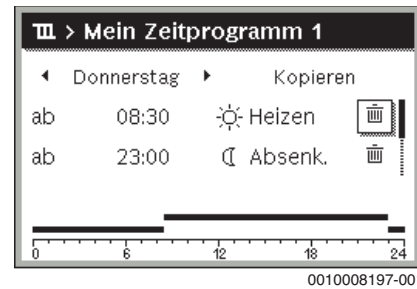 > Mein Zeitprogramm 1
Donnerstag Kopieren
ab 08:30 Heizen
ab 23:00 Absenk.
0 6 12 18 24
0010008197-00